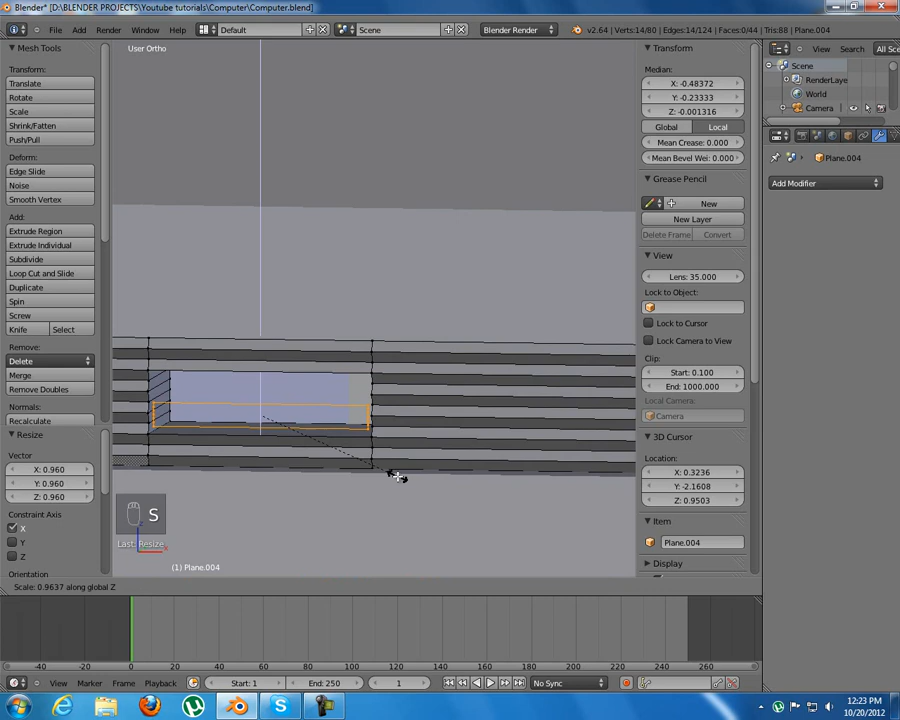 Blender* [D:\BLENDER PROJECTS\Youtube tutorials\Computer\Computer.blend]
File Add Render Window Help Default Scene Blender Render v2.64 | Verts:14/80 | Edges:14/124 | Faces:0/44 | Tris:88 | Plane.004
Mesh Tools
Transform:
Translate
Rotate
Scale
Shrink/Fatten
Push/Pull
Deform:
Edge Slide
Noise
Smooth Vertex
Add:
Extrude Region
Extrude Individual
Subdivide
Loop Cut and Slide
Duplicate
Spin
Screw
Knife Select
Remove:
Delete
Merge
Remove Doubles
Normals:
Recalculate
Resize
Vector
X: 0.960
Y: 0.960
Z: 0.960
Constraint Axis
X
Y
Z
Orientation
User Ortho
S
Last: Resize
(1) Plane.004
Scale: 0.9637 along global Z
Transform
Median:
X: -0.48372
Y: -0.23333
Z: -0.001316
Global Local
Mean Crease: 0.000
Mean Bevel Wei: 0.000
Grease Pencil
New
New Layer
Delete Frame Convert
View
Lens: 35.000
Lock to Object:
Lock to Cursor
Lock Camera to View
Clip:
Start: 0.100
End: 1000.000
Local Camera:
Camera
3D Cursor
Location:
X: 0.3236
Y: -2.1608
Z: 0.9503
Item
Plane.004
Display
View Search All Sce
Scene
RenderLaye
World
Camera
Plane.004
Add Modifier
-40 -20 0 20 40 60 80 100 120 140 160 180 200 220 240 260
View Marker Frame Playback Start: 1 End: 250 1 No Sync
12:23 PM
10/20/2012